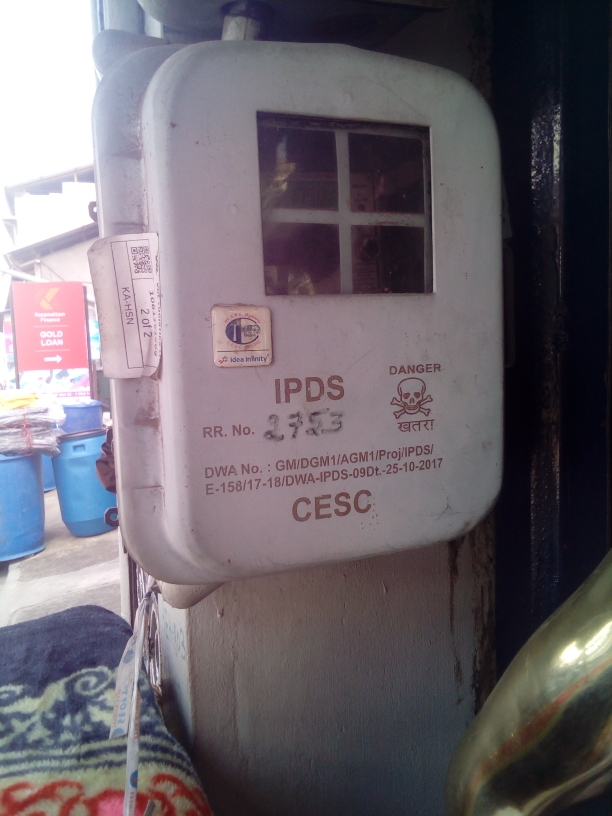 IPDS
DANGER
खतरा
RR. No. 2753
DWA No. : GM/DGM1/AGM1/Proj/IPDS/
E-158/17-18/DWA-IPDS-09Dt.-25-10-2017
CESC
idea infinity
KA-HSN
2 of 2
Finance
GOLD
LOAN